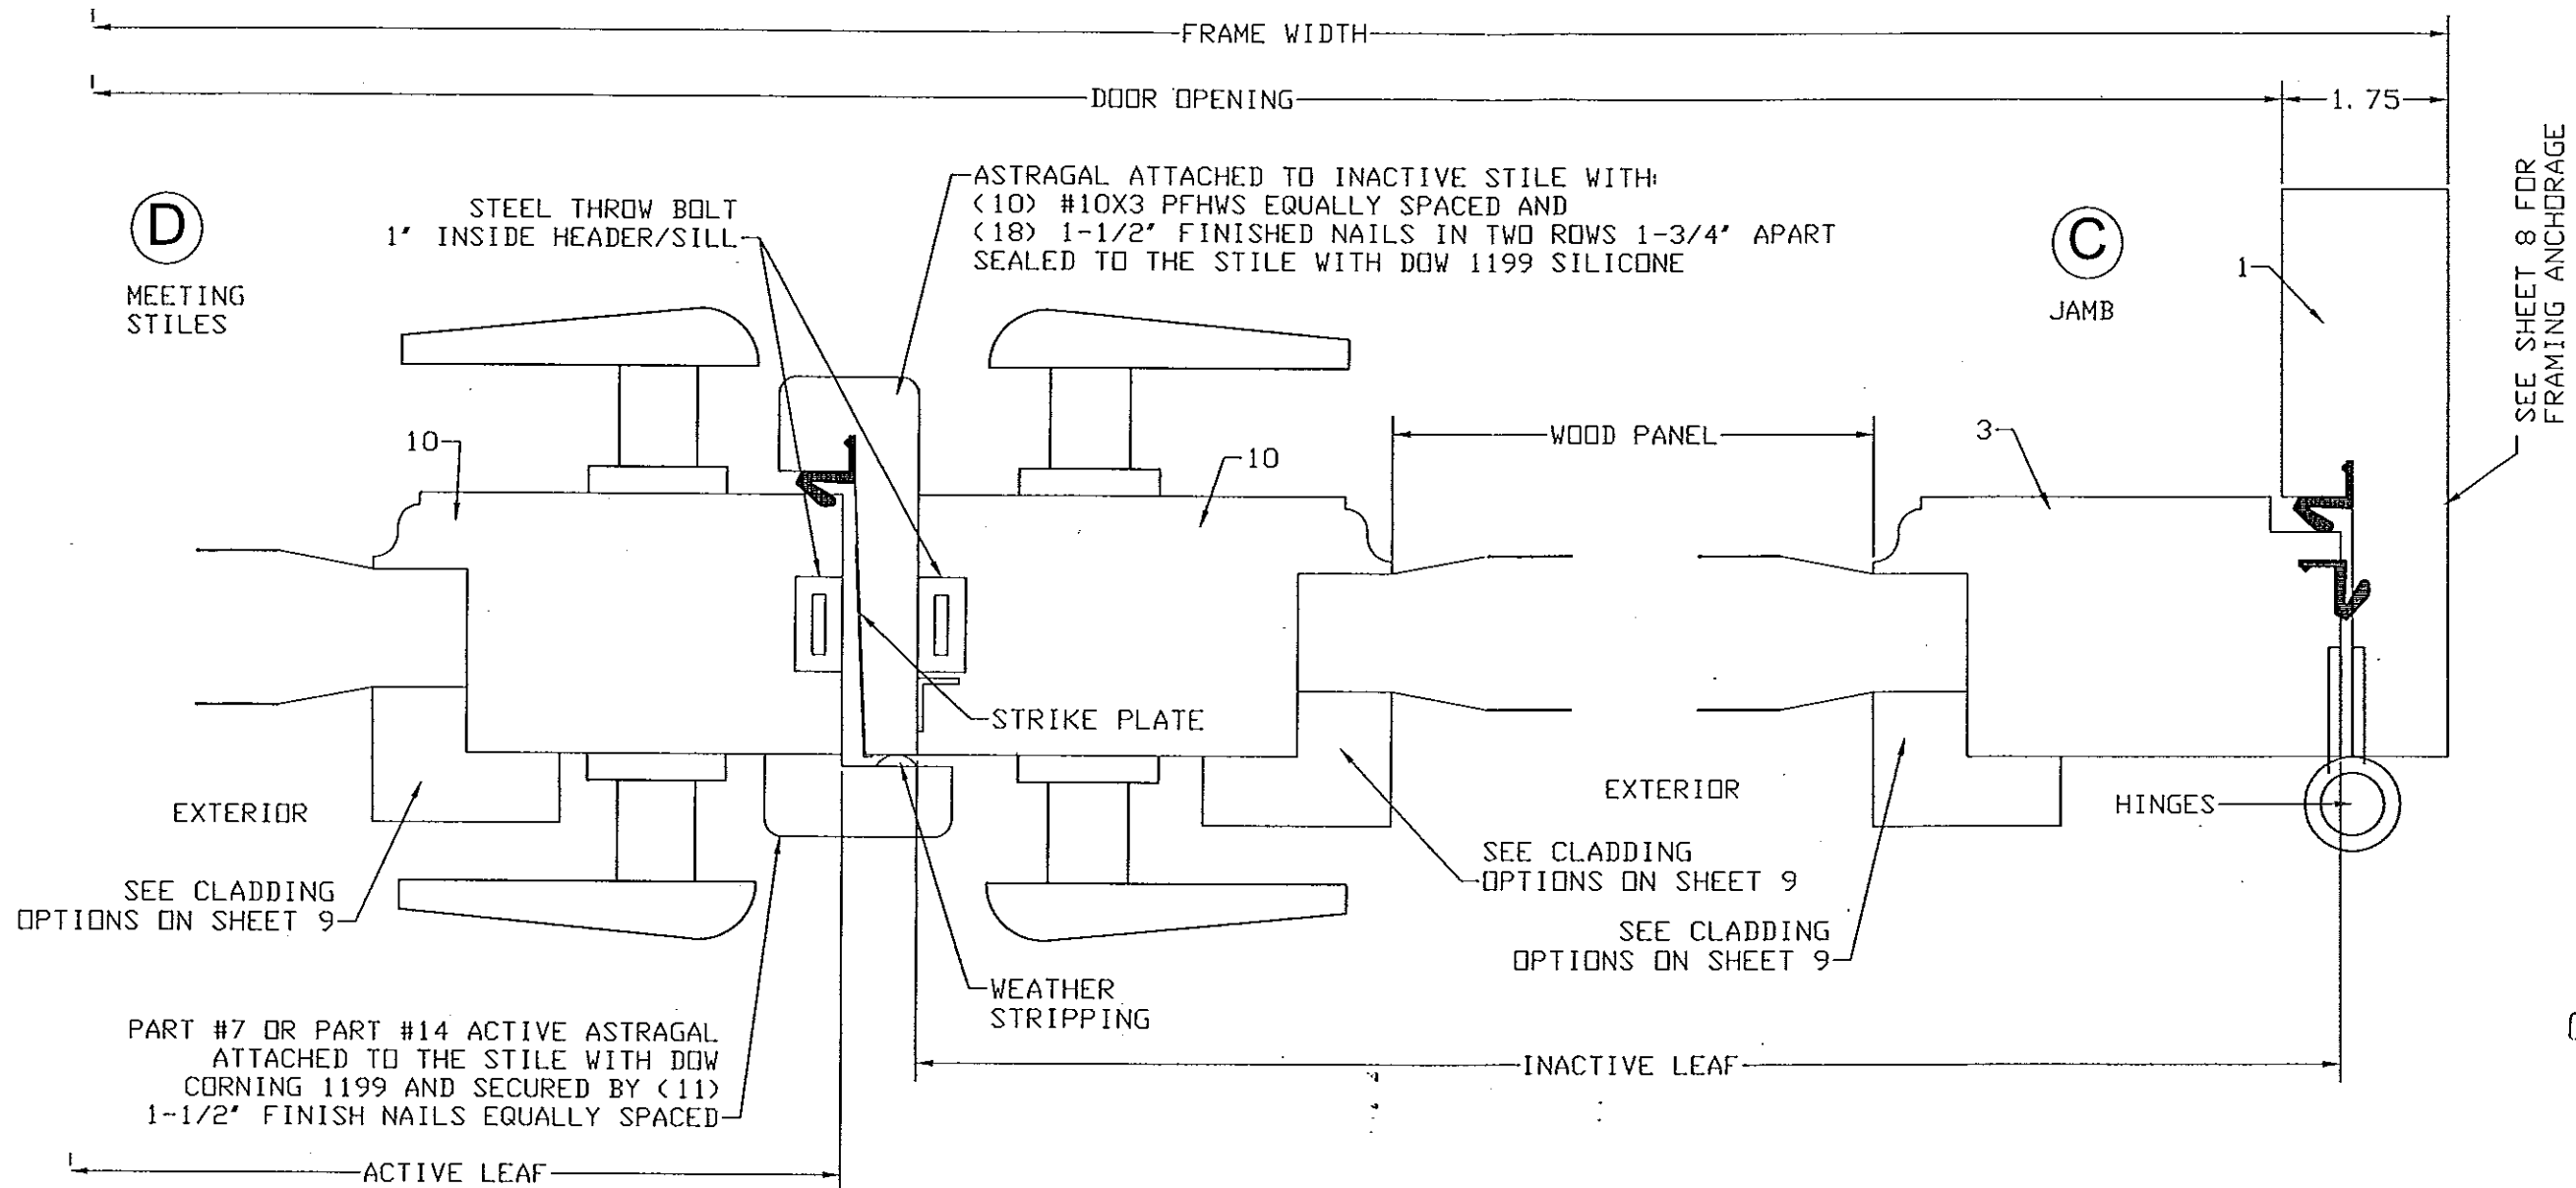 FRAME WIDTH
DOOR OPENING
1.75
D
MEETING
STILES
STEEL THROW BOLT
1" INSIDE HEADER/SILL
ASTRAGAL ATTACHED TO INACTIVE STILE WITH:
(10) #10X3 PFHWS EQUALLY SPACED AND
(18) 1-1/2" FINISHED NAILS IN TWO ROWS 1-3/4" APART
SEALED TO THE STILE WITH DOW 1199 SILICONE
C
JAMB
1
SEE SHEET 8 FOR
FRAMING ANCHORAGE
10
10
WOOD PANEL
3
STRIKE PLATE
EXTERIOR
EXTERIOR
HINGES
SEE CLADDING
OPTIONS ON SHEET 9
SEE CLADDING
OPTIONS ON SHEET 9
SEE CLADDING
OPTIONS ON SHEET 9
WEATHER
STRIPPING
PART #7 OR PART #14 ACTIVE ASTRAGAL
ATTACHED TO THE STILE WITH DOW
CORNING 1199 AND SECURED BY (11)
1-1/2" FINISH NAILS EQUALLY SPACED
INACTIVE LEAF
ACTIVE LEAF